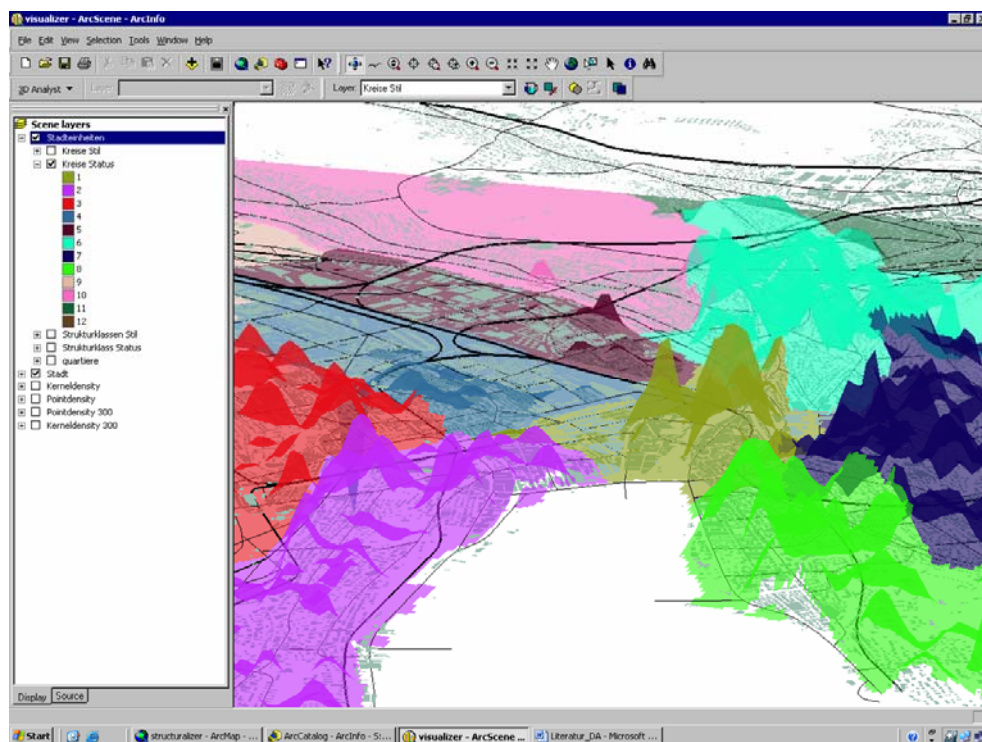 visualizer - ArcScene - ArcInfo
File Edit View Selection Tools Window Help
3D Analyst Layer: Layer: Kreise Stil
Scene layers
Stadteinheiten
Kreise Stil
Kreise Status
1
2
3
4
5
6
7
8
9
10
11
12
Strukturklassen Stil
Strukturklass Status
quartiere
Stadt
Kerneldensity
Pointdensity
Pointdensity 300
Kerneldensity 300
Display Source
Start structuralizer - ArcMap - ... ArcCatalog - ArcInfo - S:... visualizer - ArcScene ... Literatur_DA - Microsoft ...